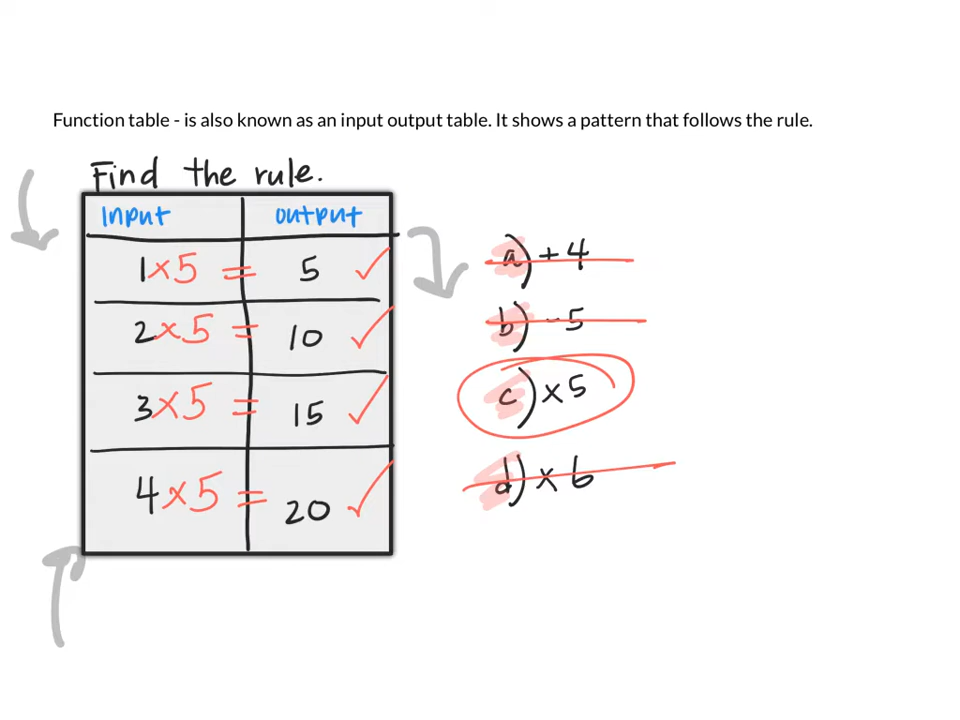 Function table - is also known as an input output table. It shows a pattern that follows the rule.
Find the rule.
Input output
1 × 5 = 5 ✓
2 × 5 = 10 ✓
3 × 5 = 15 ✓
4 × 5 = 20 ✓
a) + 4
b) - 5
c) × 5
d) × 6